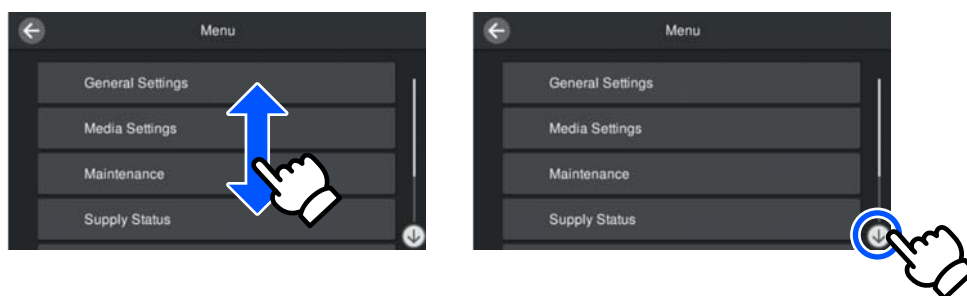 Menu
General Settings
Media Settings
Maintenance
Supply Status
Menu
General Settings
Media Settings
Maintenance
Supply Status